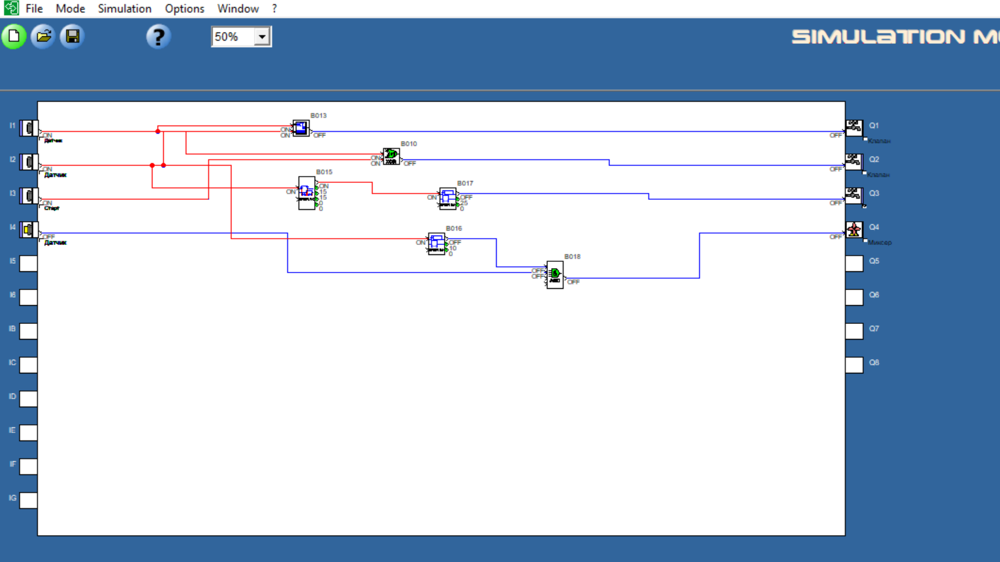 File Mode Simulation Options Window ?
50%
SIMULATION MO
I1
ON
Датчик
I2
ON
Датчик
I3
ON
Старт
I4
OFF
Датчик
I5
I6
IB
IC
ID
IE
IF
IG
B013
ON
ON
OFF
B010
ON
ON
XOR
OFF
B015
ON
ON
15
15
0
0
B017
ON
OFF
25
0
B016
ON
OFF
10
0
B018
OFF
OFF
AND
OFF
OFF
Q1
Клапан
OFF
Q2
Клапан
OFF
Q3
OFF
Q4
Миксер
Q5
Q6
Q7
Q8